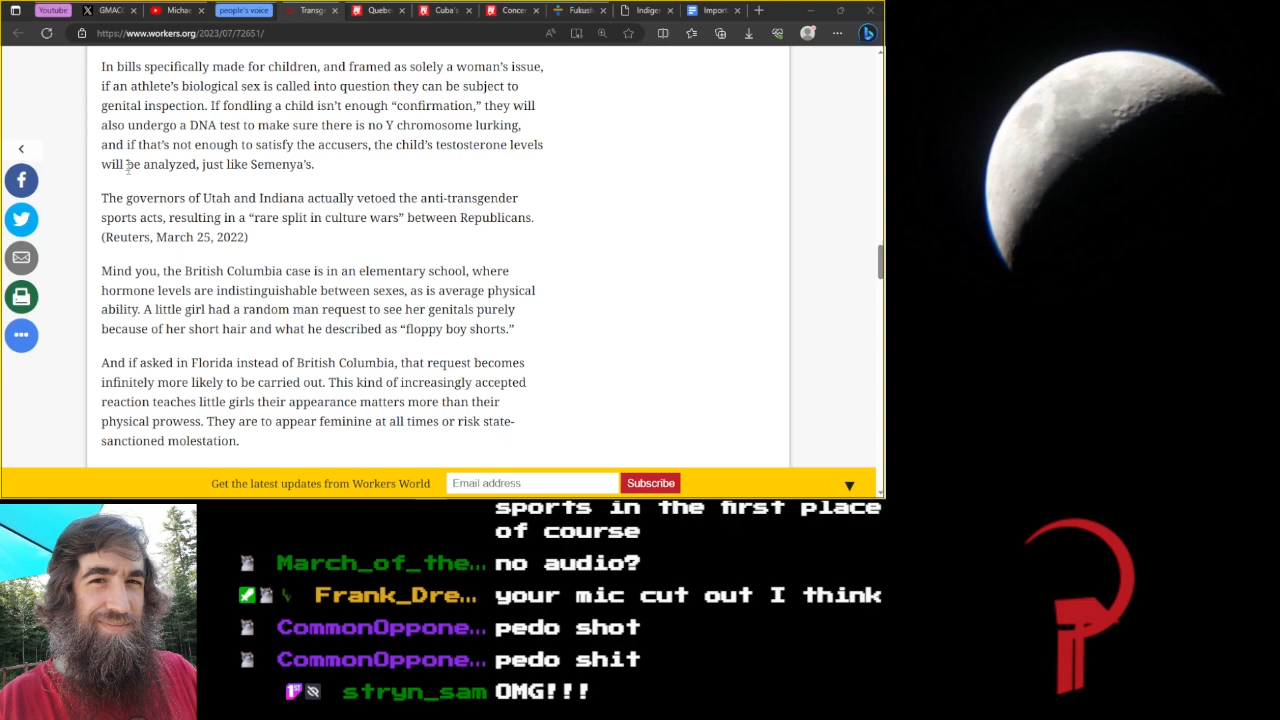 Youtube
GMACC
Michae
people's voice
Transg
Quebe
Cuba's
Concer
Fukush
Indiger
Import
https://www.workers.org/2023/07/72651/
In bills specifically made for children, and framed as solely a woman's issue,
if an athlete's biological sex is called into question they can be subject to
genital inspection. If fondling a child isn't enough “confirmation,” they will
also undergo a DNA test to make sure there is no Y chromosome lurking,
and if that's not enough to satisfy the accusers, the child's testosterone levels
will be analyzed, just like Semenya's.
The governors of Utah and Indiana actually vetoed the anti-transgender
sports acts, resulting in a “rare split in culture wars” between Republicans.
(Reuters, March 25, 2022)
Mind you, the British Columbia case is in an elementary school, where
hormone levels are indistinguishable between sexes, as is average physical
ability. A little girl had a random man request to see her genitals purely
because of her short hair and what he described as “floppy boy shorts.”
And if asked in Florida instead of British Columbia, that request becomes
infinitely more likely to be carried out. This kind of increasingly accepted
reaction teaches little girls their appearance matters more than their
physical prowess. They are to appear feminine at all times or risk state-
sanctioned molestation.
Get the latest updates from Workers World
Email address
Subscribe
sports in the first place
of course
March_of_the... no audio?
Frank_Dre... your mic cut out I think
CommonOppone... pedo shot
CommonOppone... pedo shit
stryn_sam OMG!!!